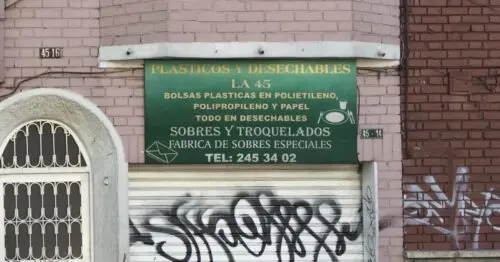 45-16
PLASTICOS Y DESECHABLES
LA 45
BOLSAS PLASTICAS EN POLIETILENO,
POLIPROPILENO Y PAPEL
TODO EN DESECHABLES
SOBRES Y TROQUELADOS
FABRICA DE SOBRES ESPECIALES
TEL: 245 34 02
45-14